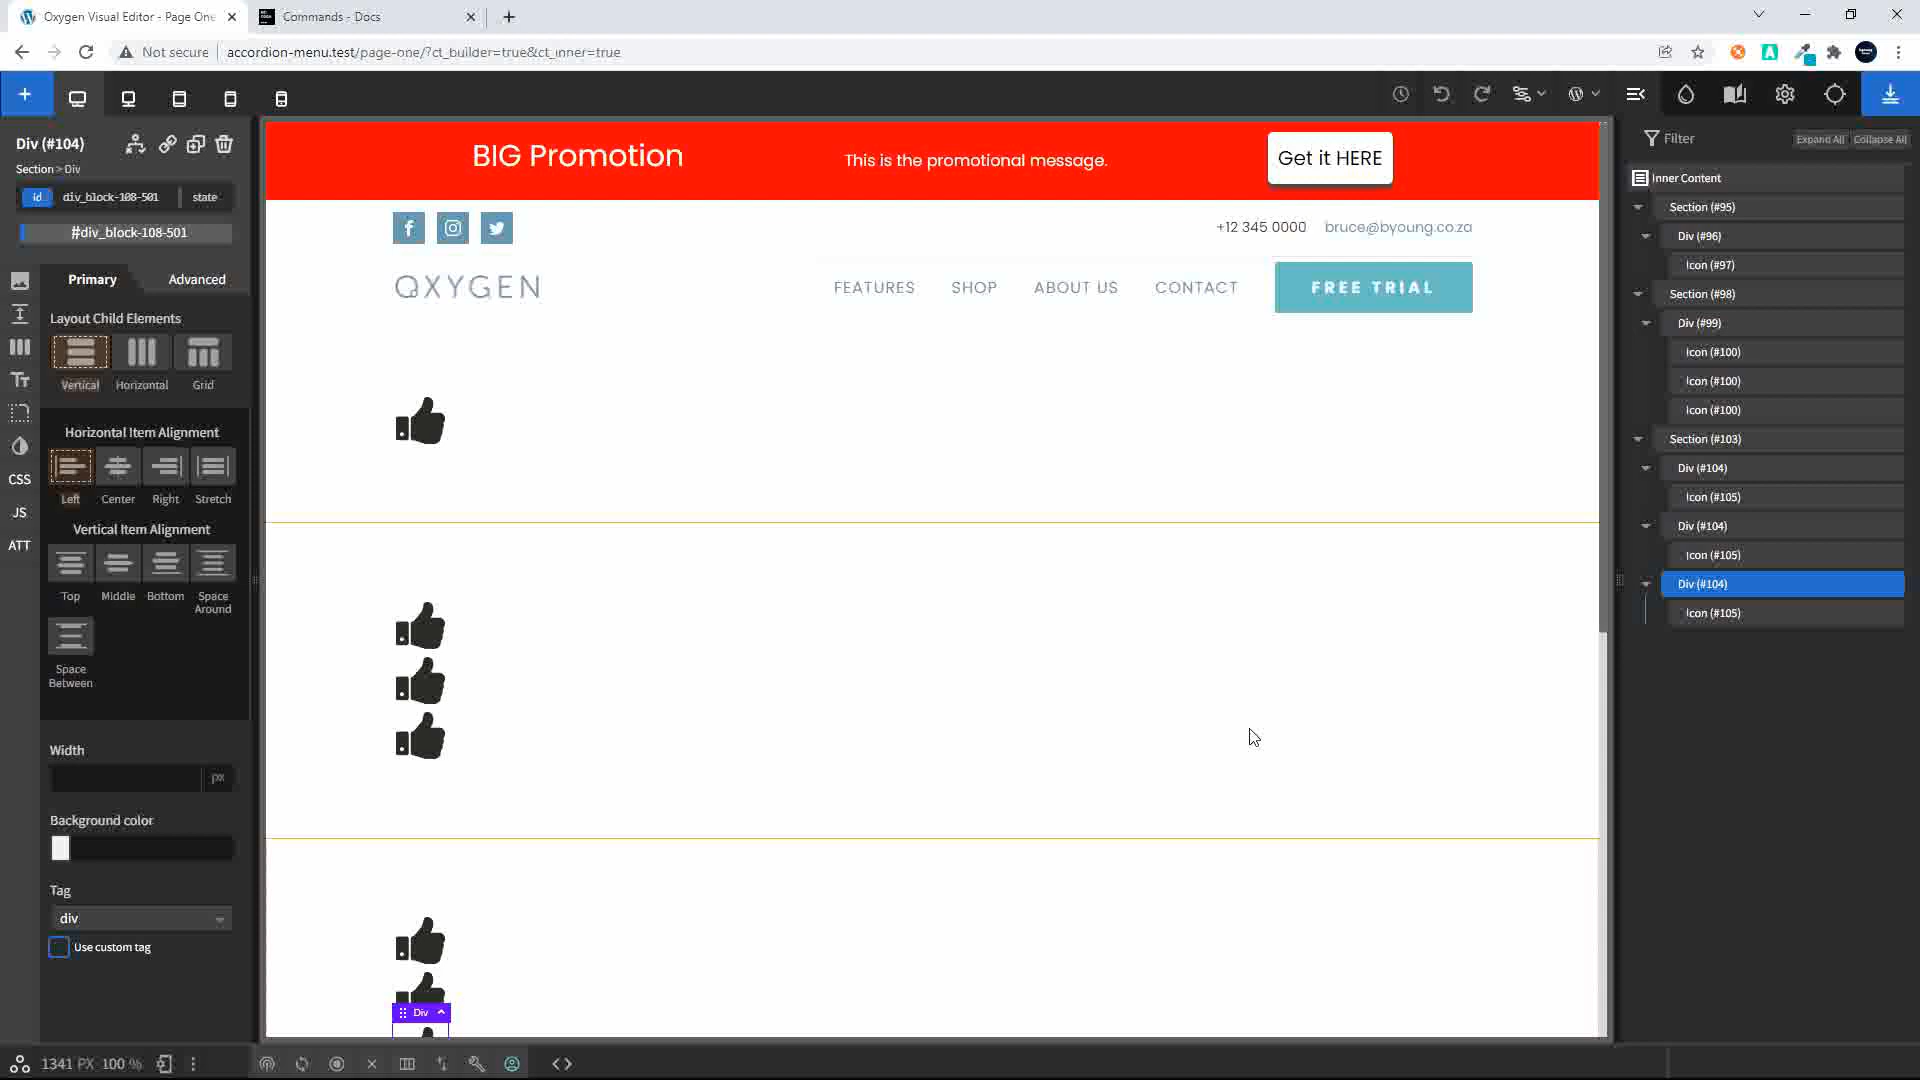 Oxygen Visual Editor - Page One
Commands - Docs
Not secure
accordion-menu.test/page-one/?ct_builder=true&ct_inner=true
Div (#104)
Section > Div
id div_block-108-501 state
#div_block-108-501
Primary Advanced
Layout Child Elements
Vertical Horizontal Grid
Horizontal Item Alignment
Left Center Right Stretch
Vertical Item Alignment
Top Middle Bottom Space
Around
Space
Between
CSS
JS
ATT
Width
px
Background color
Tag
div
Use custom tag
1341 PX 100 %
BIG Promotion
This is the promotional message.
Get it HERE
+12 345 0000 bruce@byoung.co.za
OXYGEN
FEATURES SHOP ABOUT US CONTACT FREE TRIAL
Div
Filter
Expand All Collapse All
Inner Content
Section (#95)
Div (#96)
Icon (#97)
Section (#98)
Div (#99)
Icon (#100)
Icon (#100)
Icon (#100)
Section (#103)
Div (#104)
Icon (#105)
Div (#104)
Icon (#105)
Div (#104)
Icon (#105)